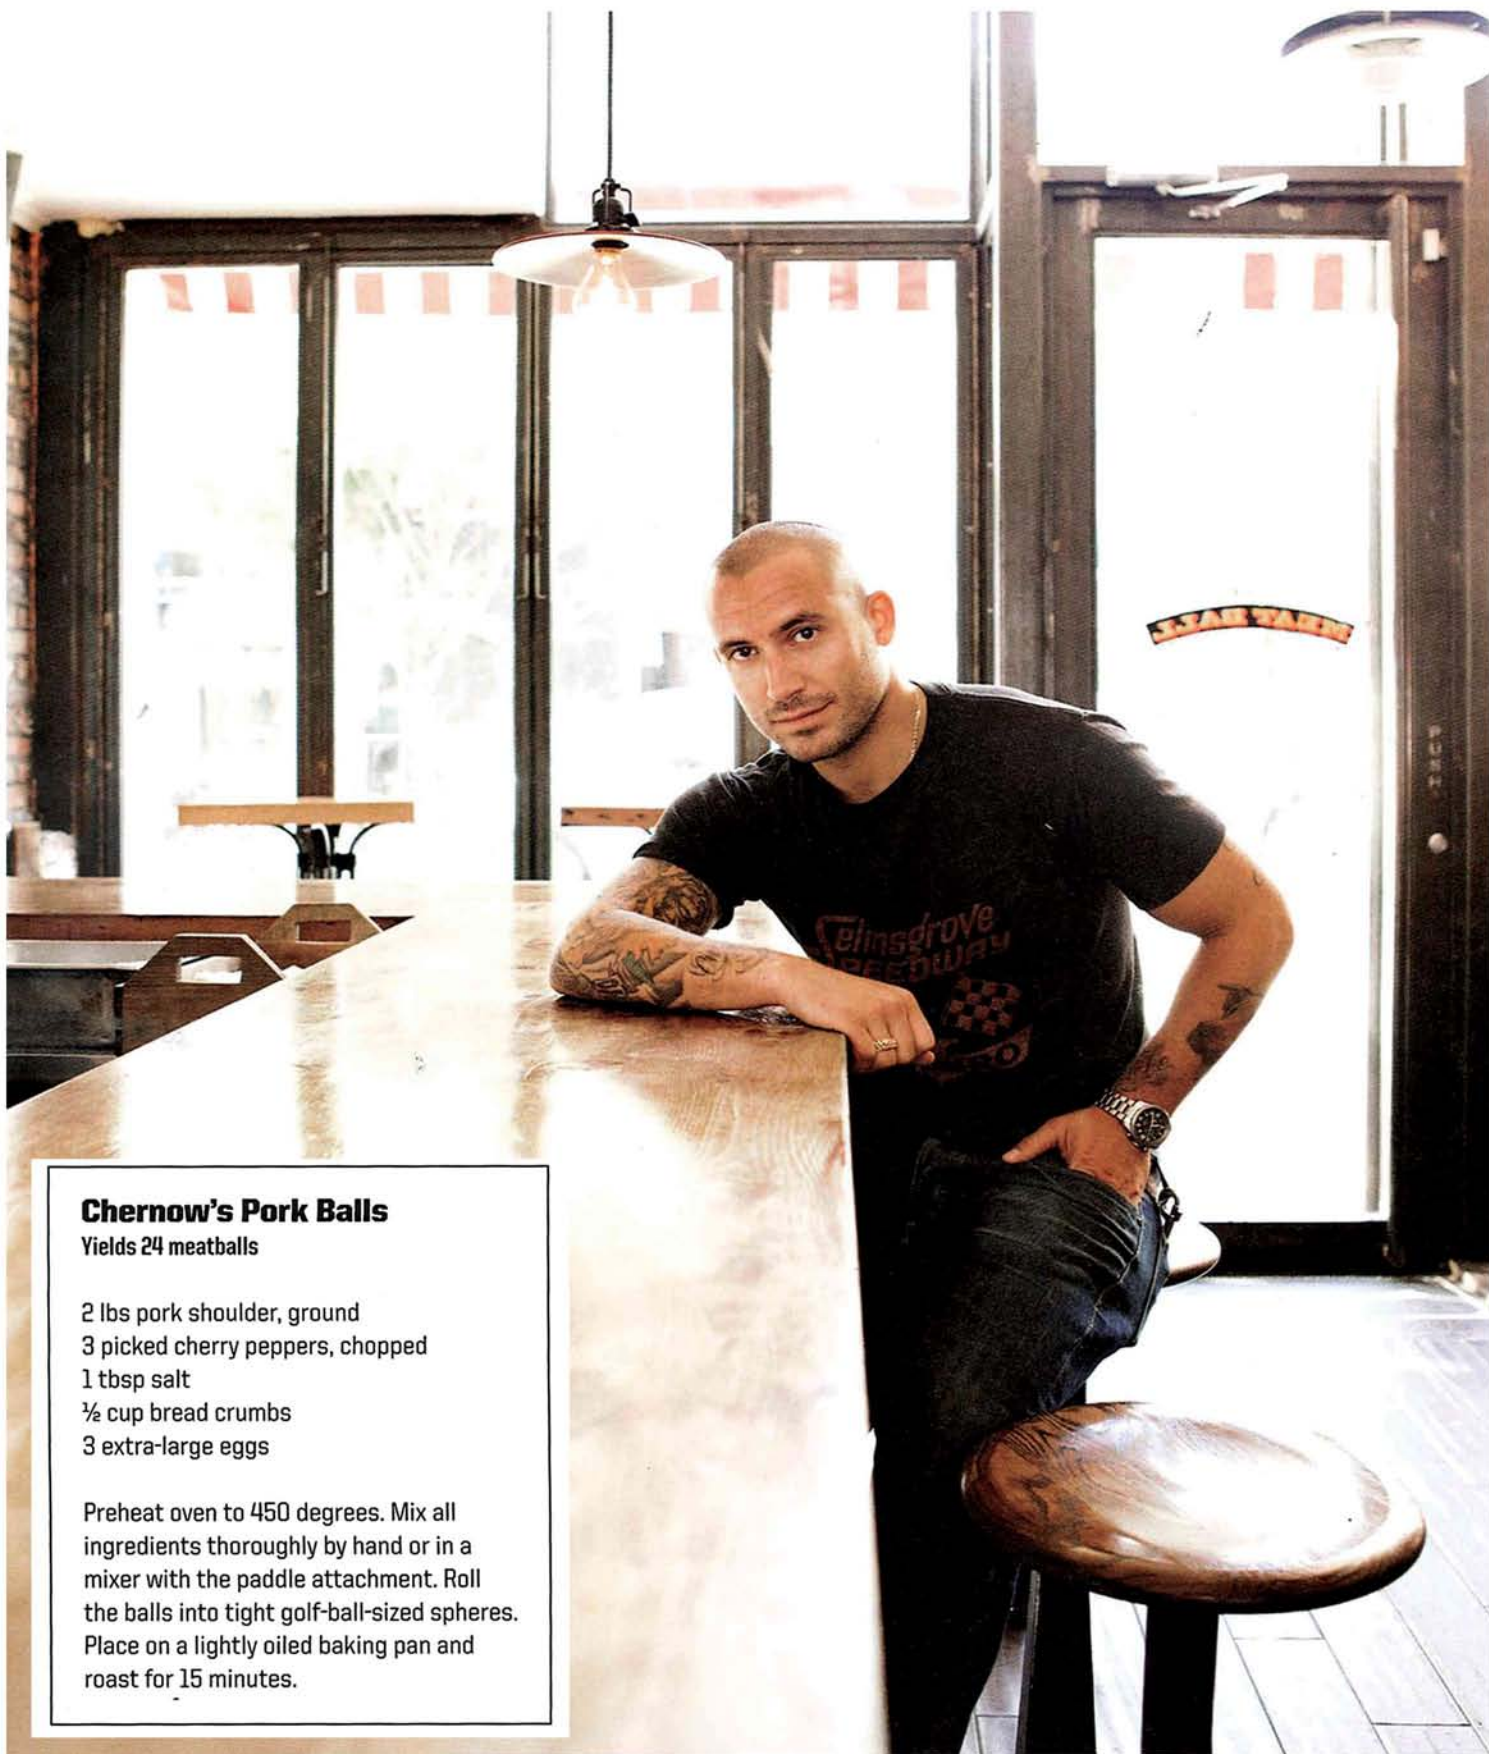 MEAT BALL
PUSH
Selinsgrove
SPEEDWAY
Chernow's Pork Balls
Yields 24 meatballs
2 lbs pork shoulder, ground
3 picked cherry peppers, chopped
1 tbsp salt
½ cup bread crumbs
3 extra-large eggs
Preheat oven to 450 degrees. Mix all
ingredients thoroughly by hand or in a
mixer with the paddle attachment. Roll
the balls into tight golf-ball-sized spheres.
Place on a lightly oiled baking pan and
roast for 15 minutes.